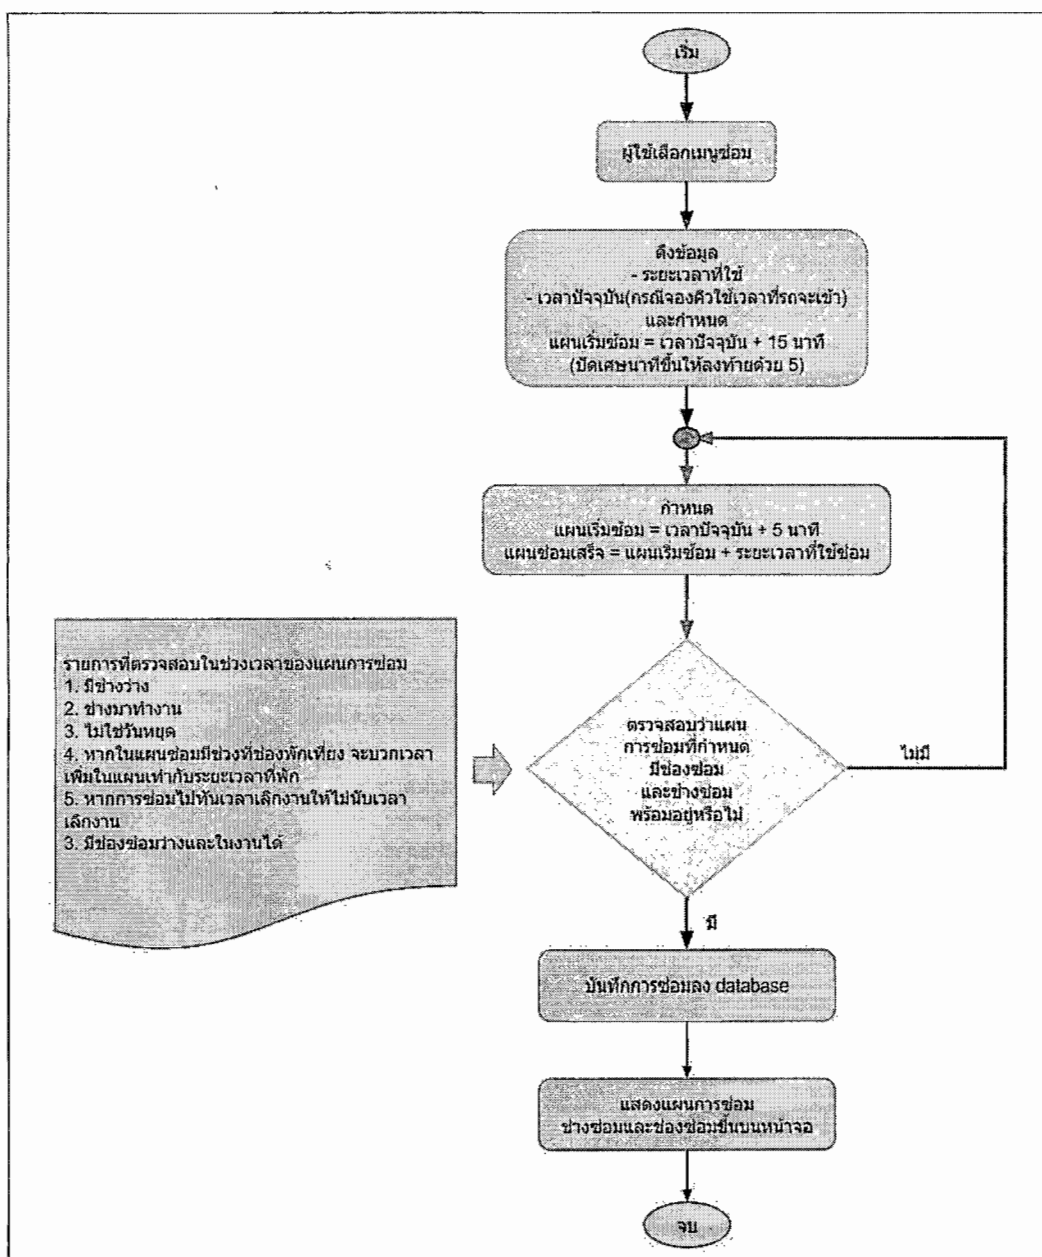 เริ่ม
ผู้ใช้เลือกเมนูซ่อม
ดึงข้อมูล
- ระยะเวลาที่ใช้
- เวลาปัจจุบัน(กรณีจองคิวใช้เวลาที่รถจะเข้า)
และกำหนด
แผนเริ่มซ้อม = เวลาปัจจุบัน + 15 นาที
(ปัดเศษนาทีขึ้นให้ลงท้ายด้วย 5)
กำหนด
แผนเริ่มซ้อม = เวลาปัจจุบัน + 5 นาที
แผนซ่อมเสร็จ = แผนเริ่มซ้อม + ระยะเวลาที่ใช้ซ่อม
รายการที่ตรวจสอบในช่วงเวลาของแผนการซ่อม
1. มีช่างว่าง
2. ช่างมาทำงาน
3. ไม่ใช่วันหยุด
4. หากในแผนซ่อมมีช่วงที่ช่องพักเที่ยง จะบวกเวลา
เพิ่มในแผนเท่ากับระยะเวลาที่พัก
5. หากการซ่อมไม่ทันเวลาเลิกงานให้ไม่นับเวลา
เลิกงาน
3. มีช่องซ่อมว่างและในงานได้
ตรวจสอบว่าแผน
การซ่อมที่กำหนด
มีช่องซ่อม
และช่างซ่อม
พร้อมอยู่หรือไม่
ไม่มี
มี
บันทึกการซ่อมลง database
แสดงแผนการซ่อม
ช่างซ่อมและช่องซ่อมขึ้นบนหน้าจอ
จบ